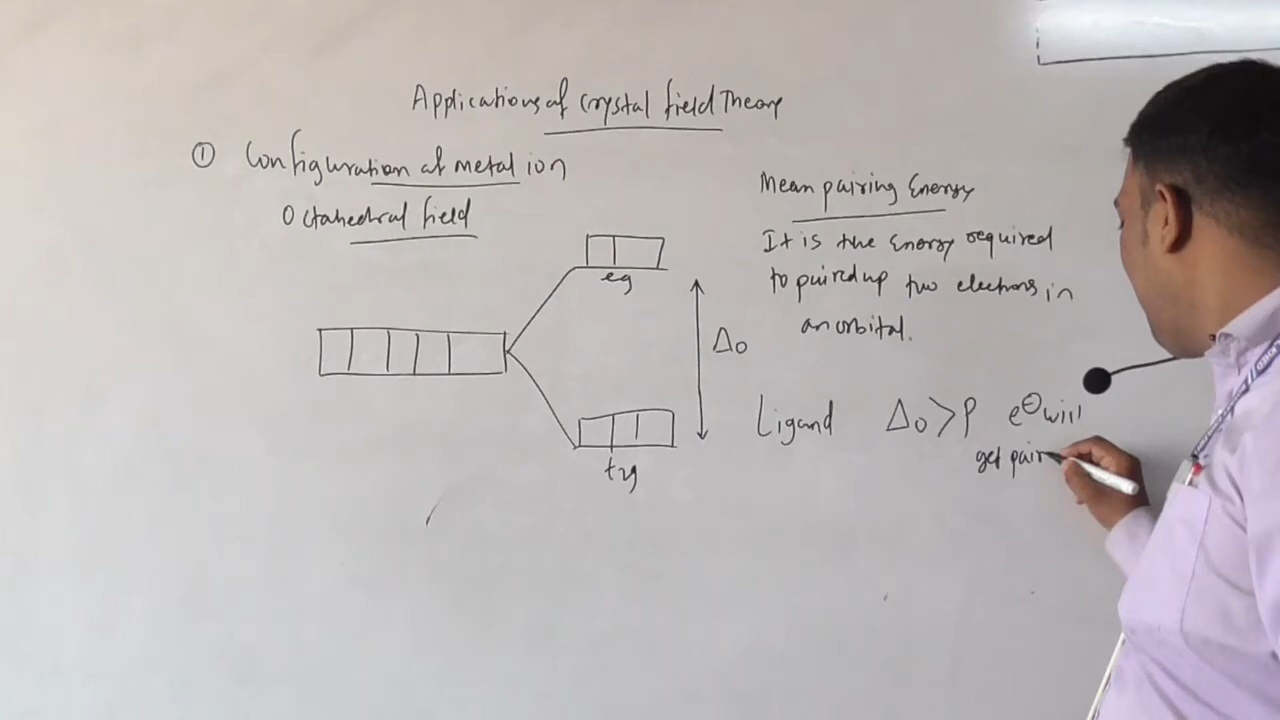 Applications of Crystal field Theory
① Configuration of metal ion
Octahedral field
eg
Δo
t2g
Mean pairing Energy
It is the Energy required
to paired up two electrons in
an orbital.
Ligand Δo > P e⊖ will
get pair